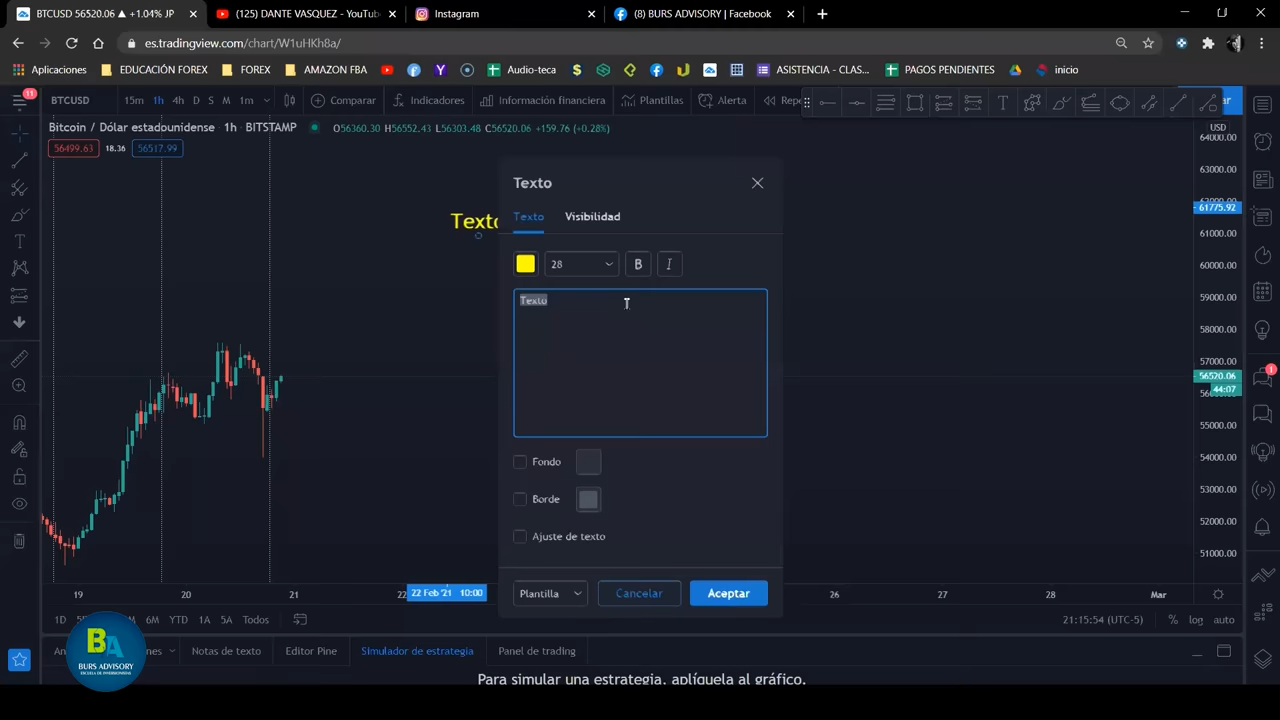 BTCUSD 56520.06 ▲ +1.04% JP
(125) DANTE VASQUEZ - YouTub
Instagram
(8) BURS ADVISORY | Facebook
es.tradingview.com/chart/W1uHKh8a/
Aplicaciones
EDUCACIÓN FOREX
FOREX
AMAZON FBA
Audio-teca
ASISTENCIA - CLAS...
PAGOS PENDIENTES
inicio
11
BTCUSD
15m 1h 4h D S M 1m
Comparar
Indicadores
Información financiera
Plantillas
Alerta
Repe
ar
Bitcoin / Dólar estadounidense · 1h · BITSTAMP
O56360.30 H56552.43 L56303.48 C56520.06 +159.76 (+0.28%)
USD
56499.63 18.36 56517.99
64000.00
63000.00
61775.92
61000.00
60000.00
59000.00
58000.00
57000.00
56520.06
44:07
55000.00
54000.00
53000.00
52000.00
51000.00
1
Texto
Texto
Texto Visibilidad
28 B I
Texto
Fondo
Borde
Ajuste de texto
Plantilla Cancelar Aceptar
19 20 21 22 Feb '21 10:00 26 27 28 Mar
1D 6M YTD 1A 5A Todos
21:15:54 (UTC-5) % log auto
Notas de texto
Editor Pine
Simulador de estrategia
Panel de trading
BA
BURS ADVISORY
ESCUELA DE INVERSIONISTAS
Para simular una estrategia, aplíquela al gráfico.